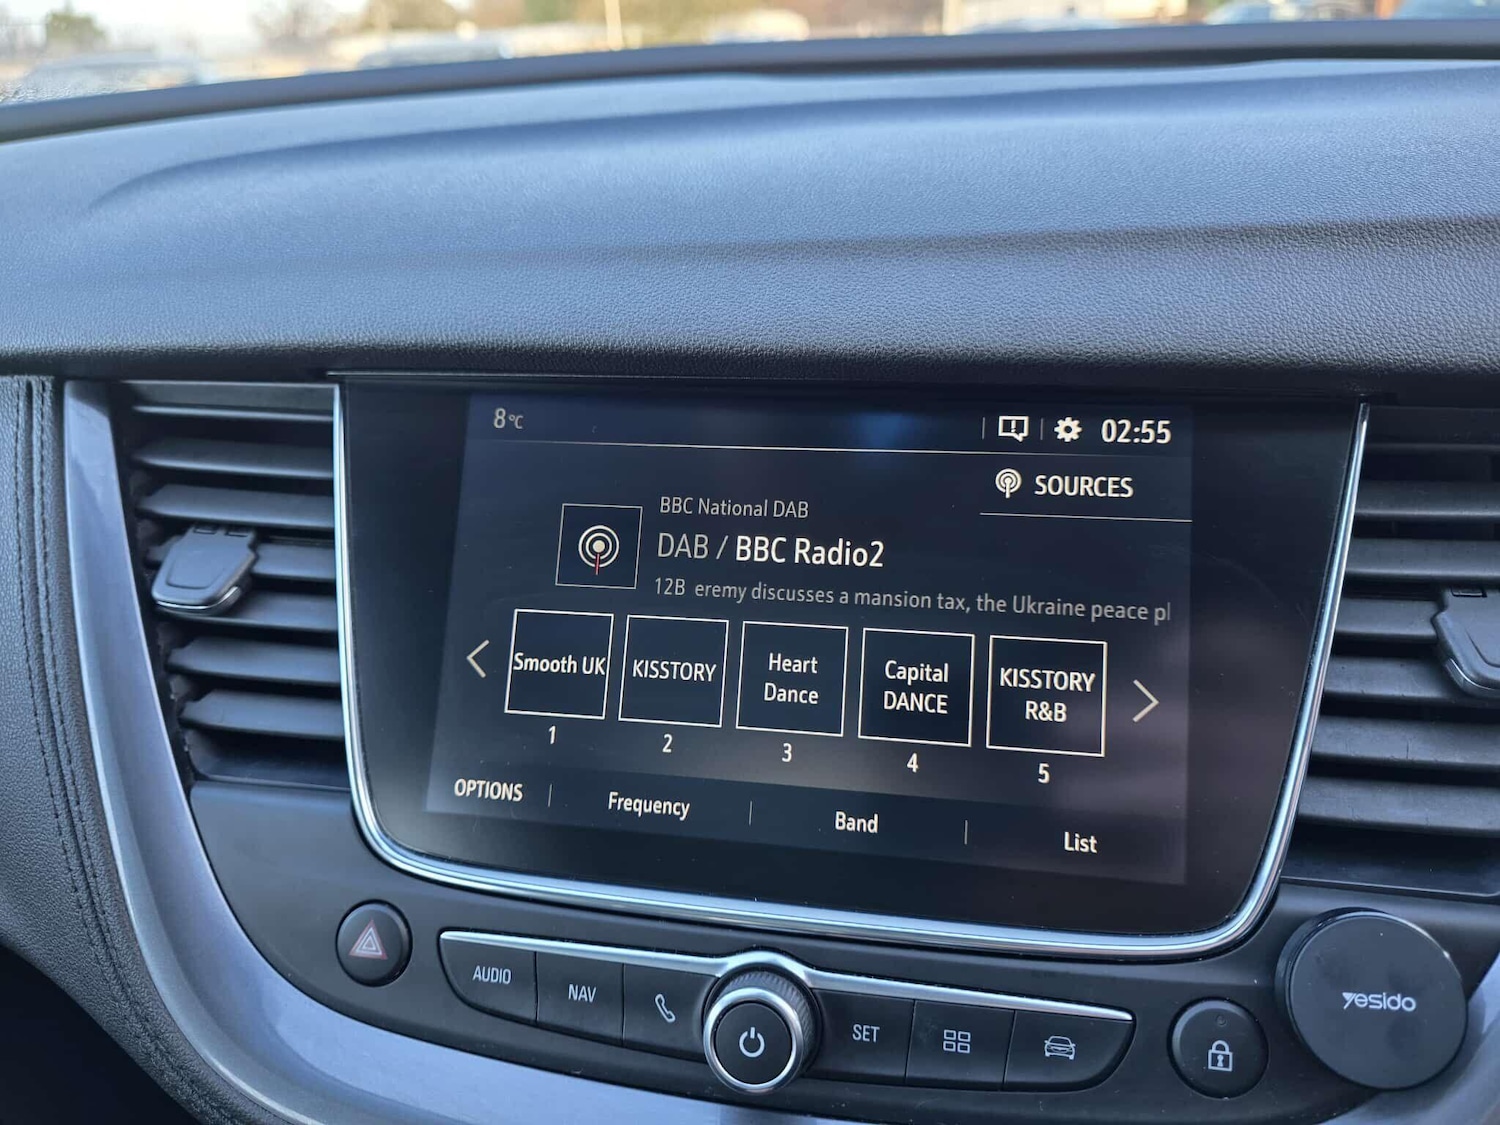 8°C
02:55
SOURCES
BBC National DAB
DAB / BBC Radio2
12B eremy discusses a mansion tax, the Ukraine peace pl
Smooth UK
KISSTORY
Heart
Dance
Capital
DANCE
KISSTORY
R&B
1
2
3
4
5
OPTIONS
Frequency
Band
List
AUDIO
NAV
SET
yesido